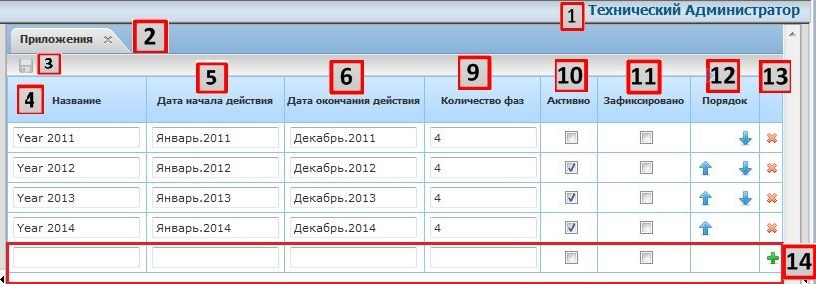 1 Технический Администратор
Приложения × 2
3
4 5 6 9 10 11 12 13
Название Дата начала действия Дата окончания действия Количество фаз Активно Зафиксировано Порядок
Year 2011 Январь.2011 Декабрь.2011 4
Year 2012 Январь.2012 Декабрь.2012 4
Year 2013 Январь.2013 Декабрь.2013 4
Year 2014 Январь.2014 Декабрь.2014 4
14